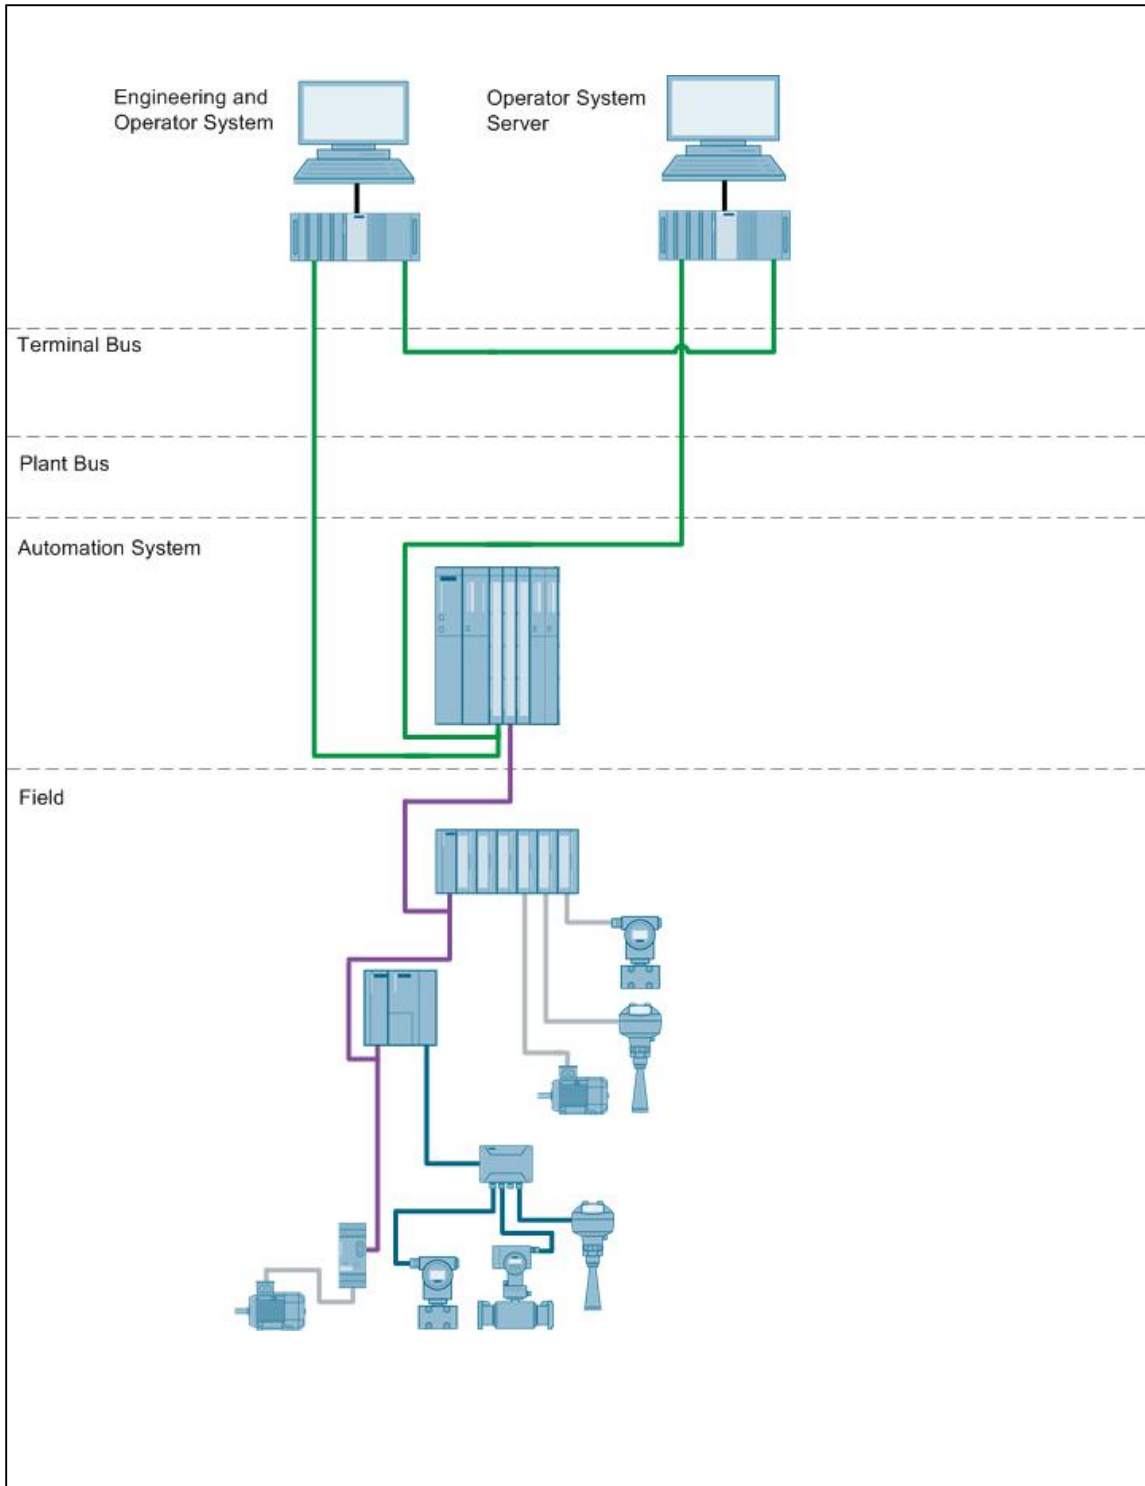 Engineering and
Operator System
Operator System
Server
Terminal Bus
Plant Bus
Automation System
Field